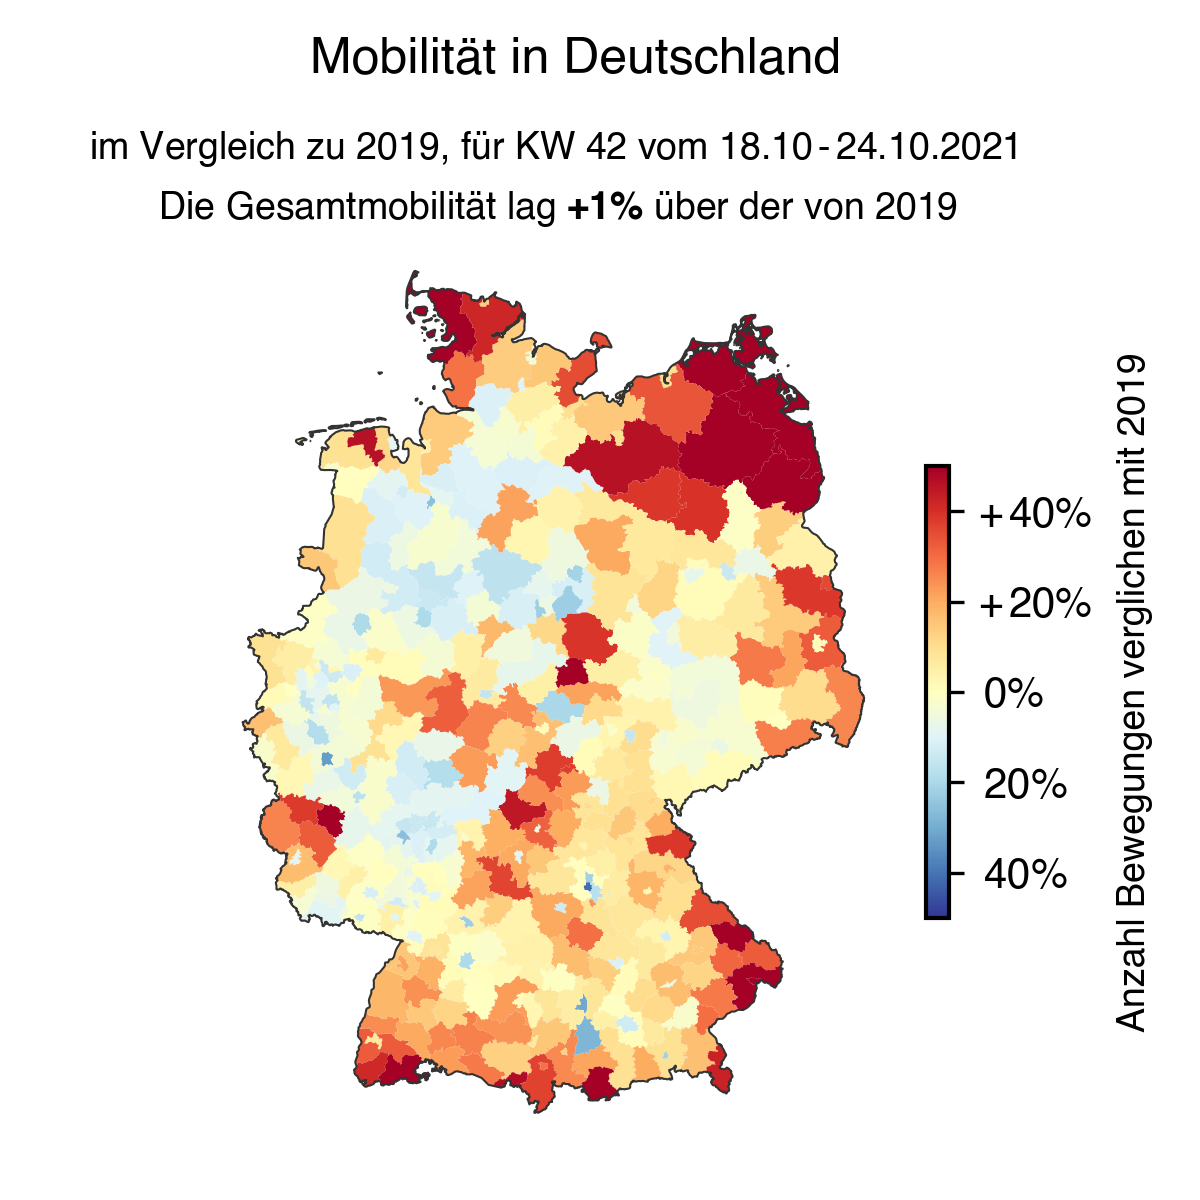 Mobilität in Deutschland
im Vergleich zu 2019, für KW 42 vom 18.10-24.10.2021
Die Gesamtmobilität lag +1% über der von 2019
+40%
+20%
0%
20%
40%
Anzahl Bewegungen verglichen mit 2019